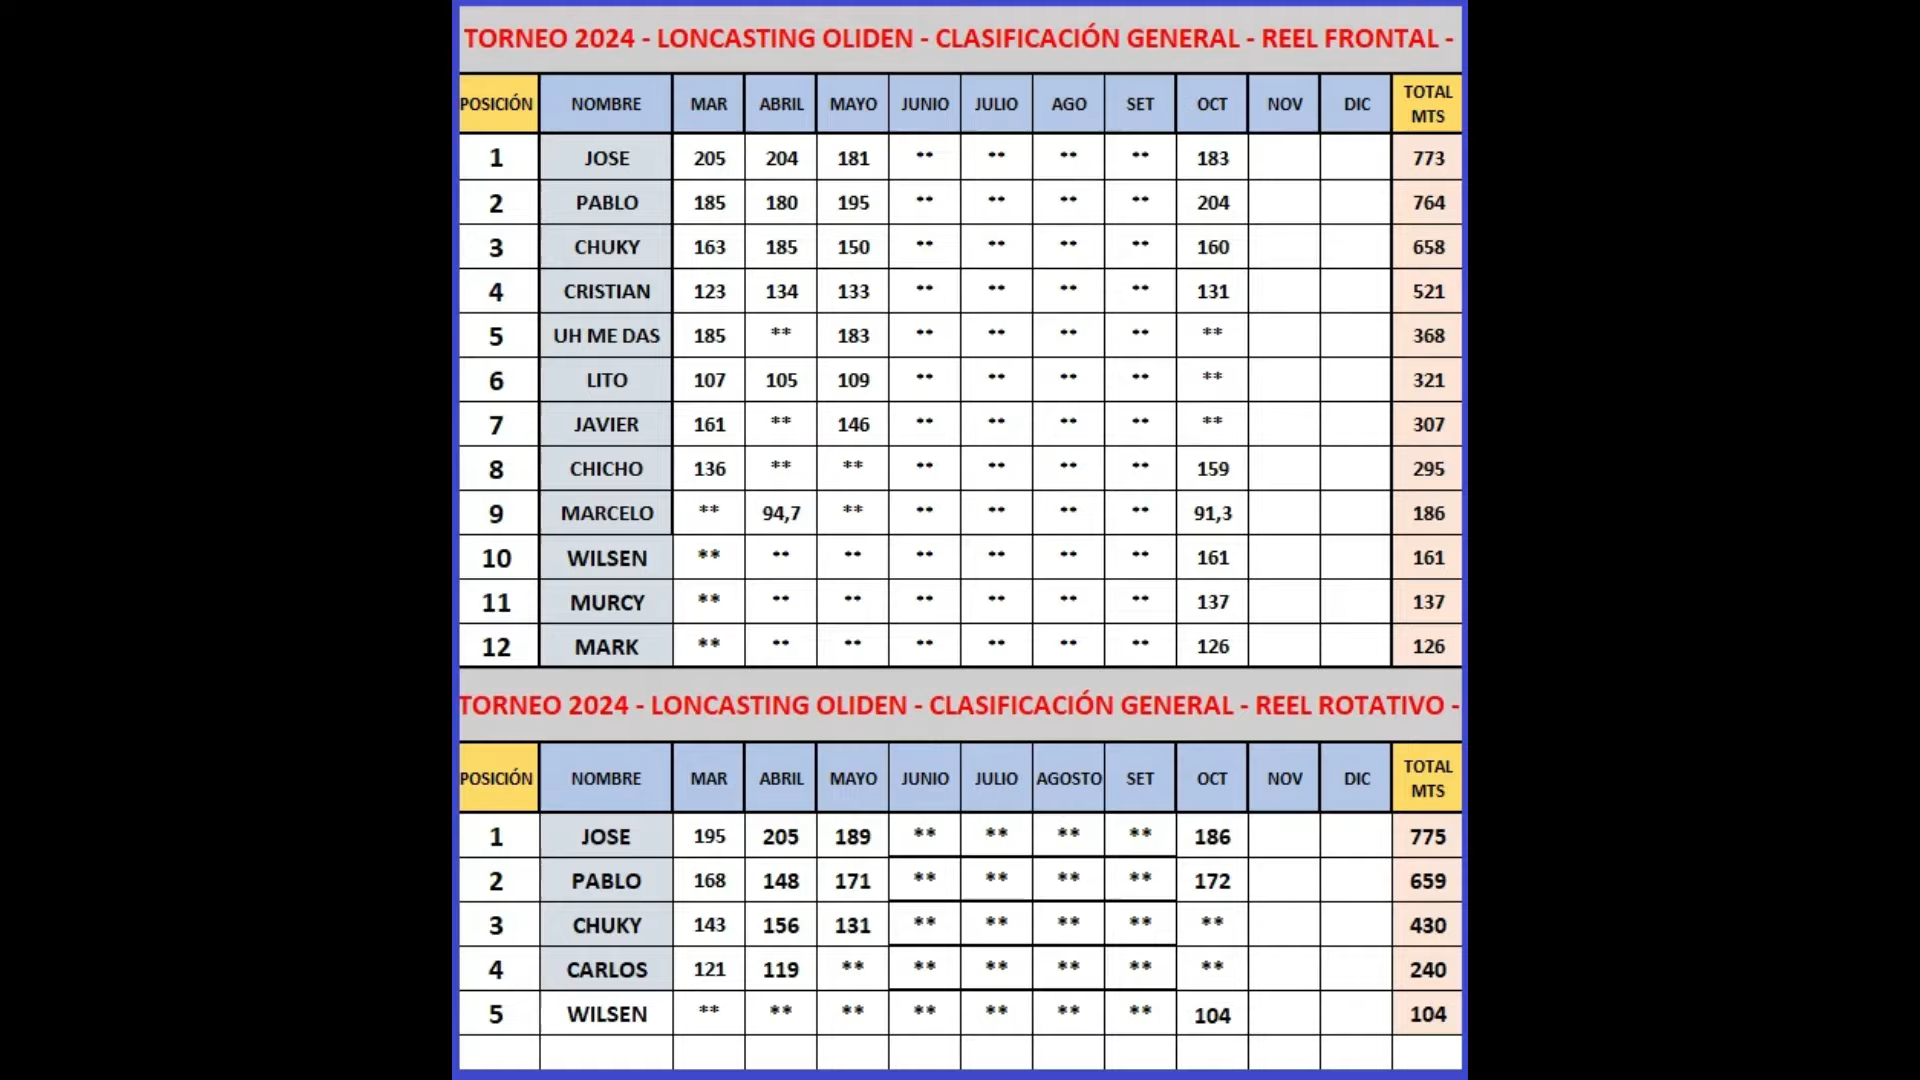 TORNEO 2024 - LONCASTING OLIDEN - CLASIFICACIÓN GENERAL - REEL FRONTAL -
POSICIÓN NOMBRE MAR ABRIL MAYO JUNIO JULIO AGO SET OCT NOV DIC TOTAL MTS
1 JOSE 205 204 181 ** ** ** ** 183 773
2 PABLO 185 180 195 ** ** ** ** 204 764
3 CHUKY 163 185 150 ** ** ** ** 160 658
4 CRISTIAN 123 134 133 ** ** ** ** 131 521
5 UH ME DAS 185 ** 183 ** ** ** ** ** 368
6 LITO 107 105 109 ** ** ** ** ** 321
7 JAVIER 161 ** 146 ** ** ** ** ** 307
8 CHICHO 136 ** ** ** ** ** ** 159 295
9 MARCELO ** 94,7 ** ** ** ** ** 91,3 186
10 WILSEN ** ** ** ** ** ** ** 161 161
11 MURCY ** ** ** ** ** ** ** 137 137
12 MARK ** ** ** ** ** ** ** 126 126
TORNEO 2024 - LONCASTING OLIDEN - CLASIFICACIÓN GENERAL - REEL ROTATIVO -
POSICIÓN NOMBRE MAR ABRIL MAYO JUNIO JULIO AGOSTO SET OCT NOV DIC TOTAL MTS
1 JOSE 195 205 189 ** ** ** ** 186 775
2 PABLO 168 148 171 ** ** ** ** 172 659
3 CHUKY 143 156 131 ** ** ** ** ** 430
4 CARLOS 121 119 ** ** ** ** ** ** 240
5 WILSEN ** ** ** ** ** ** ** 104 104